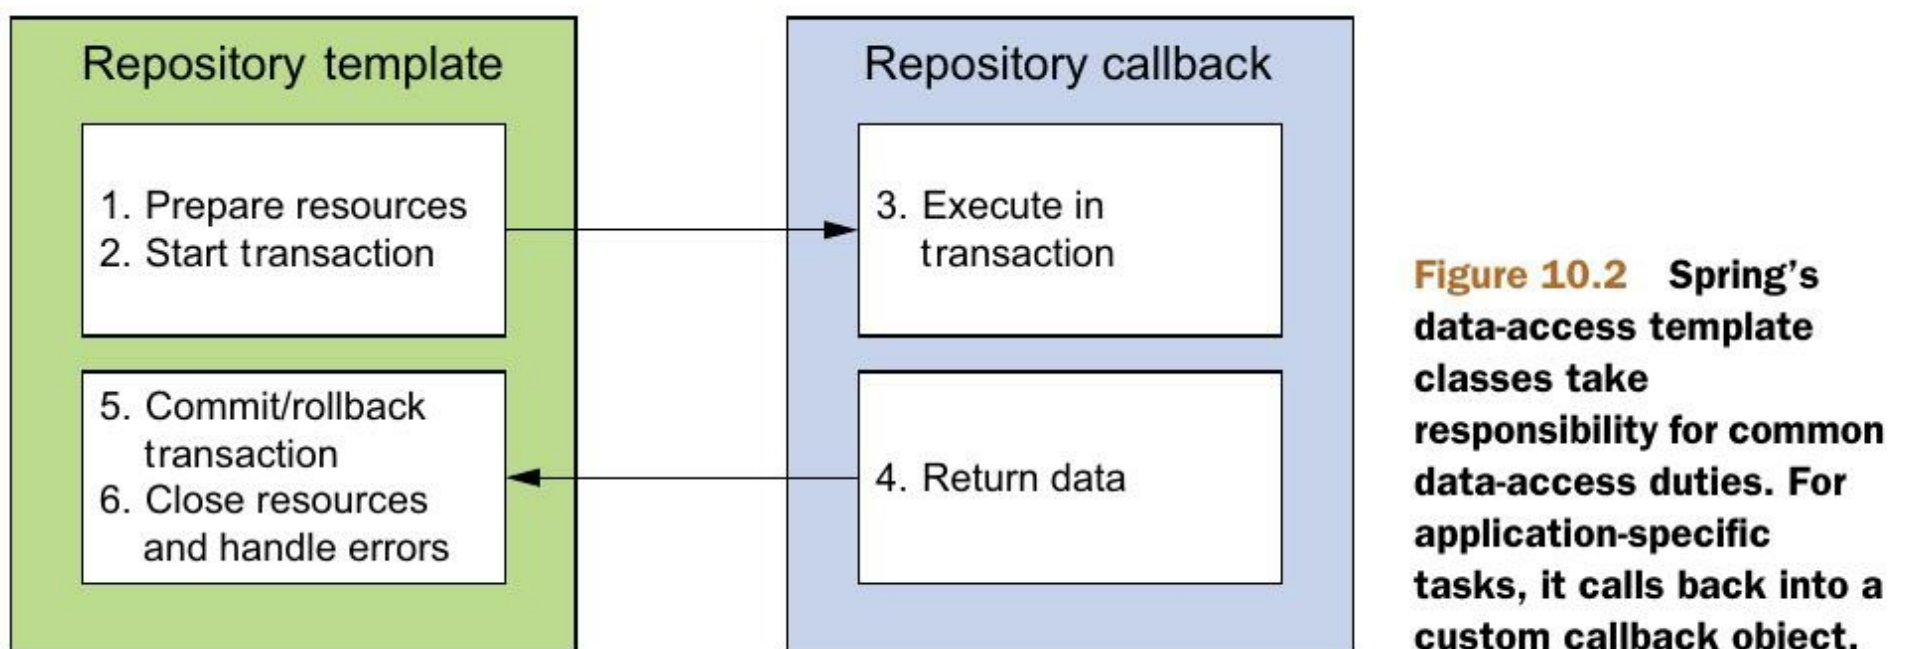 Repository template
1. Prepare resources
2. Start transaction
5. Commit/rollback
transaction
6. Close resources
and handle errors
Repository callback
3. Execute in
transaction
4. Return data
Figure 10.2 Spring’s
data-access template
classes take
responsibility for common
data-access duties. For
application-specific
tasks, it calls back into a
custom callback object.